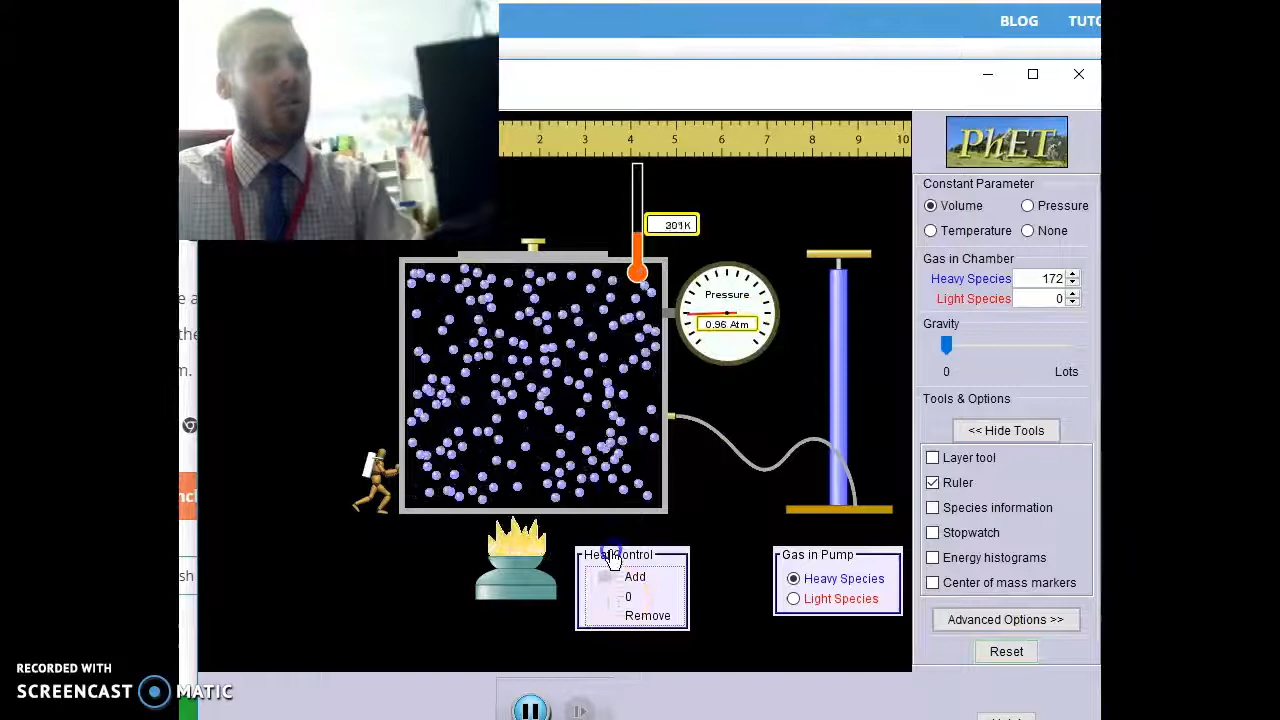 BLOG TUTO
2 3 4 5 6 7 8 9 10
PhET
Constant Parameter
Volume Pressure
Temperature None
Gas in Chamber
Heavy Species 172
Light Species 0
Gravity
0 Lots
Tools & Options
<< Hide Tools
Layer tool
Ruler
Species information
Stopwatch
Energy histograms
Center of mass markers
Advanced Options >>
Reset
Pressure
0.96 Atm
Add
0
Remove
Gas in Pump
Heavy Species
Light Species
RECORDED WITH
SCREENCAST MATIC